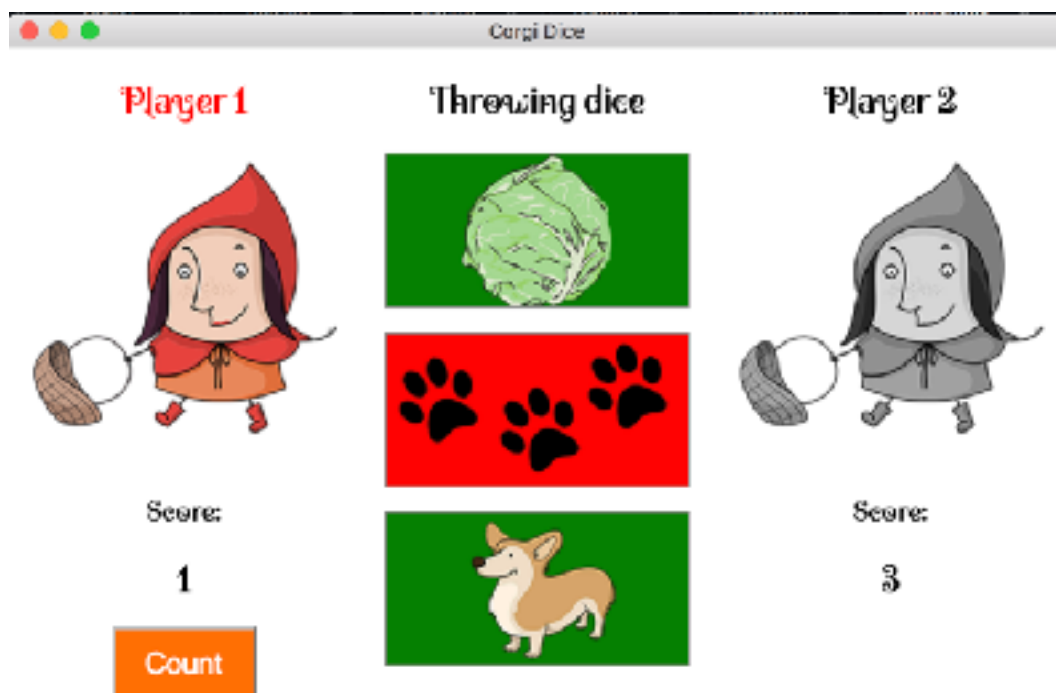 Corgi Dice
Player 1
Throwing dice
Player 2
Score:
Score:
1
3
Count